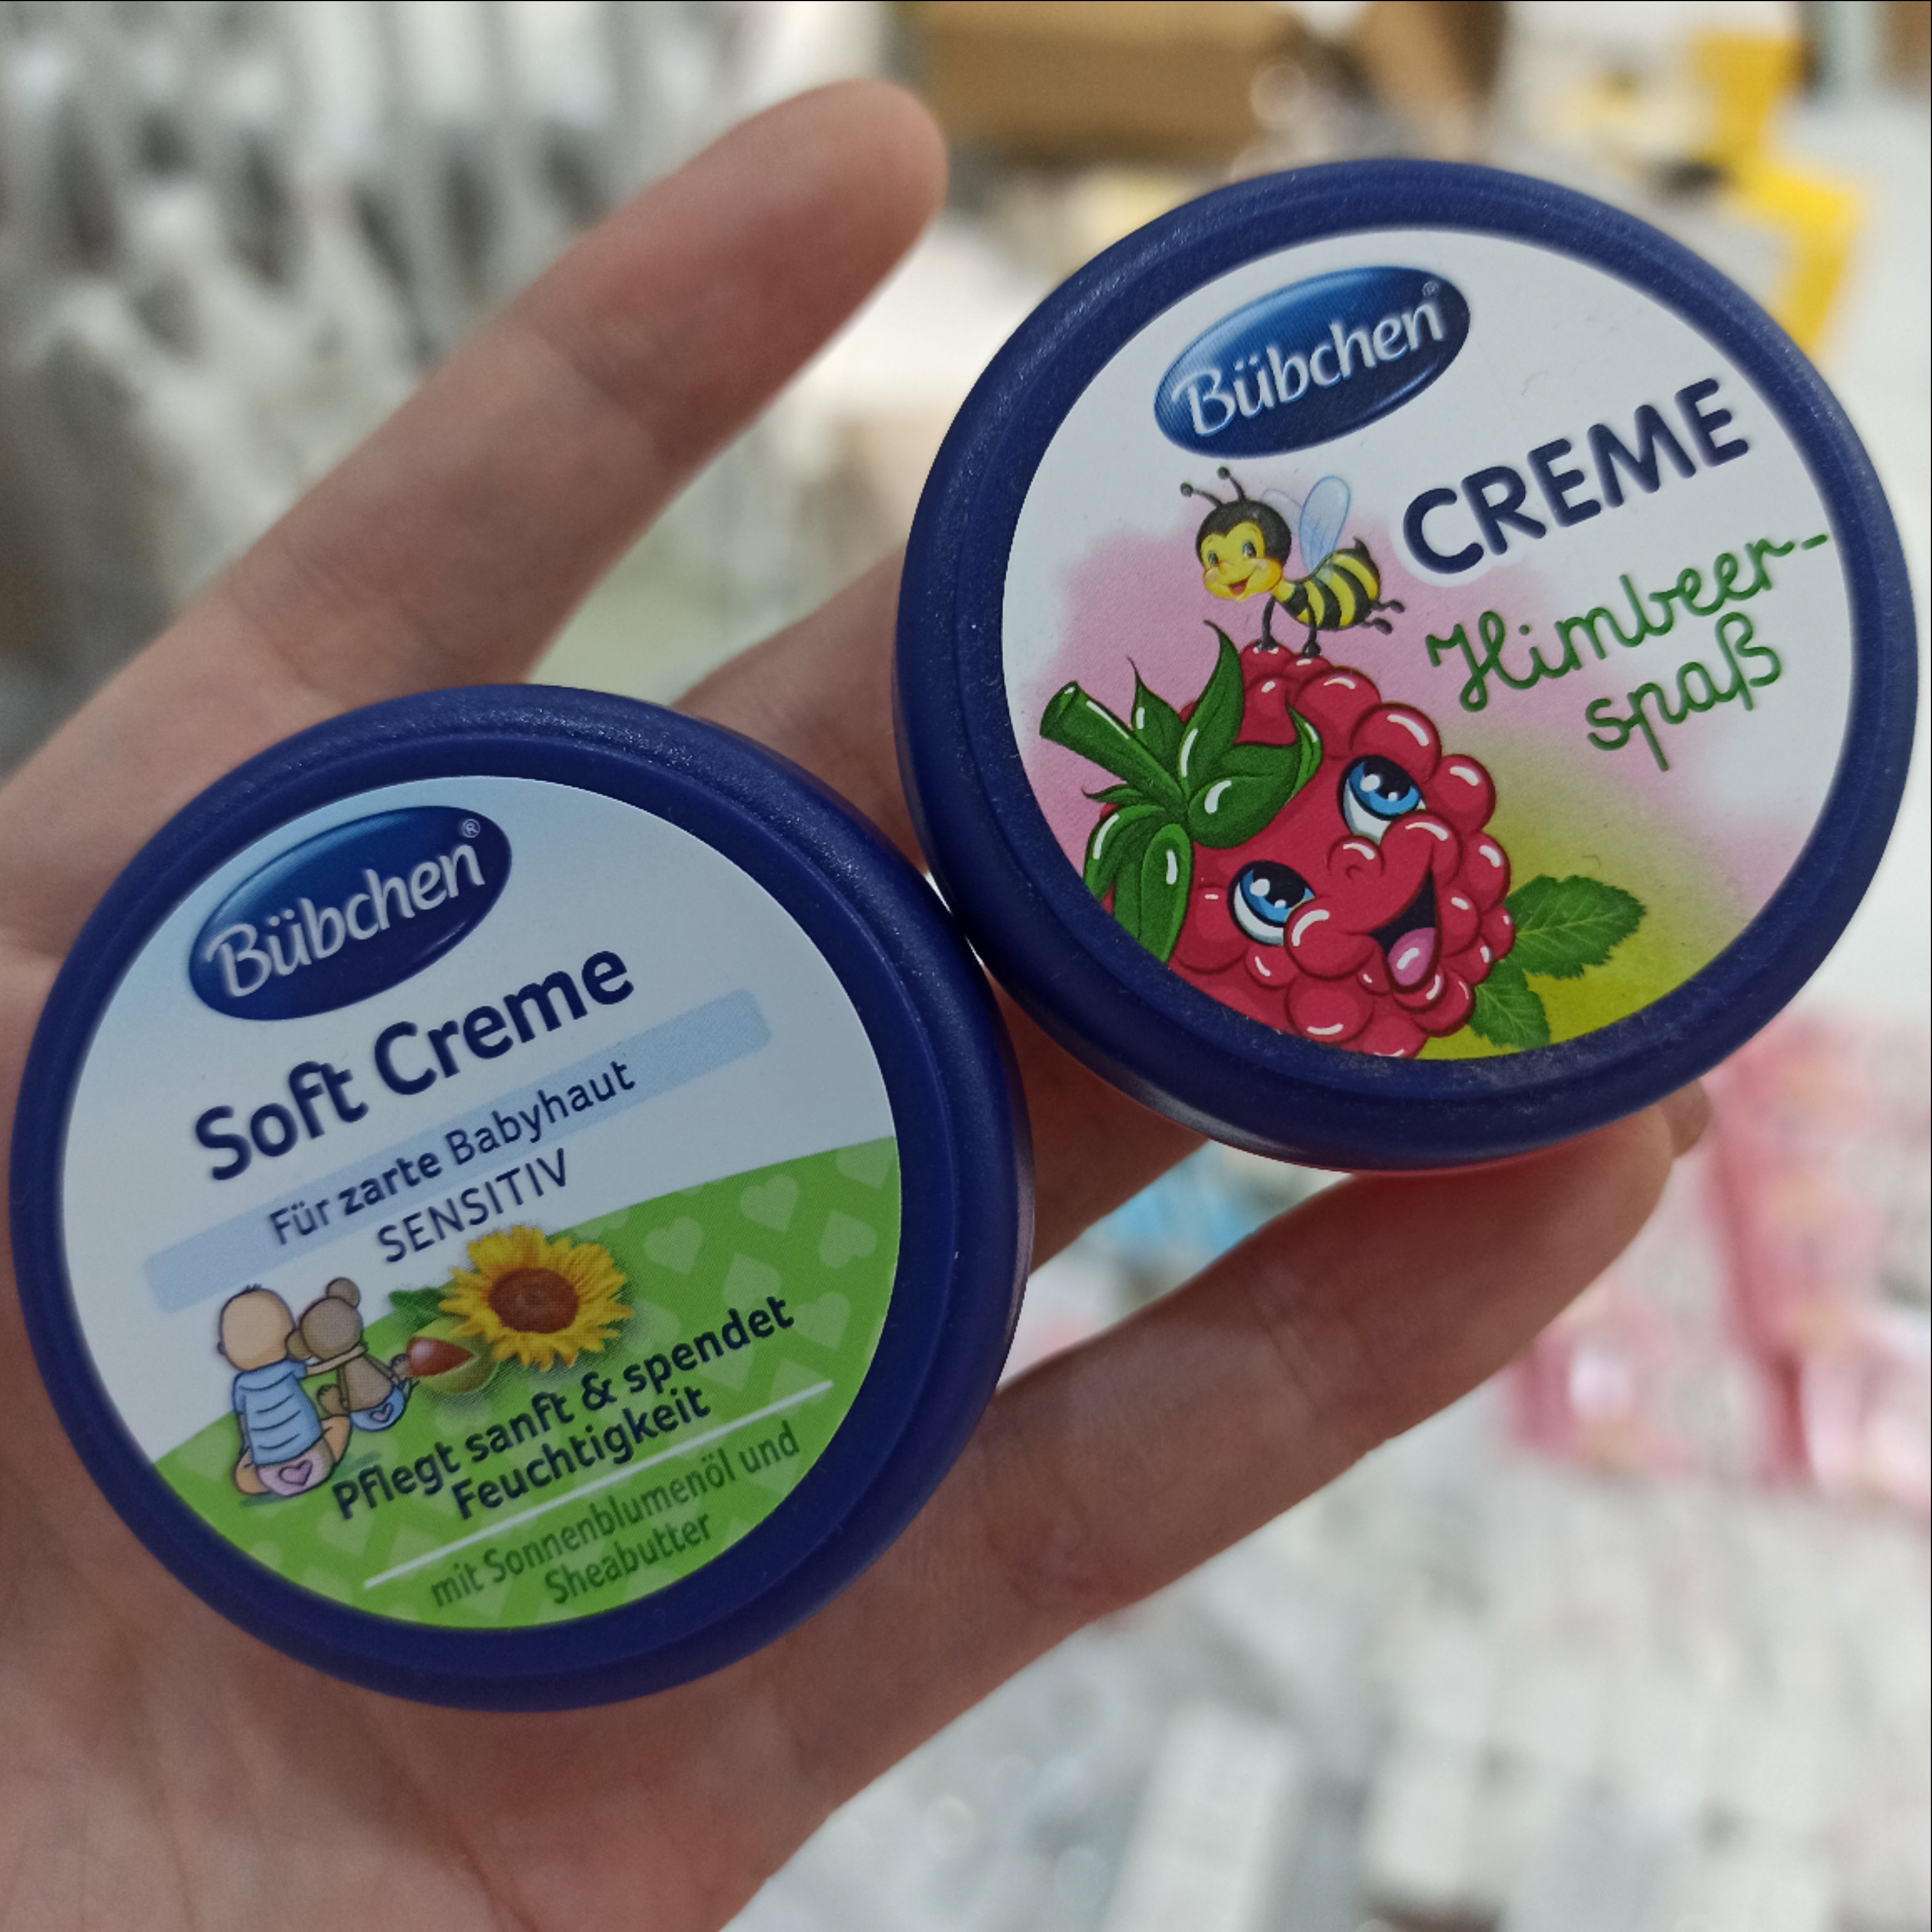 Bübchen®
Soft Creme
Für zarte Babyhaut
SENSITIV
Pflegt sanft & spendet
Feuchtigkeit
mit Sonnenblumenöl und
Sheabutter
Bübchen®
CREME
Himbeer-
spaß